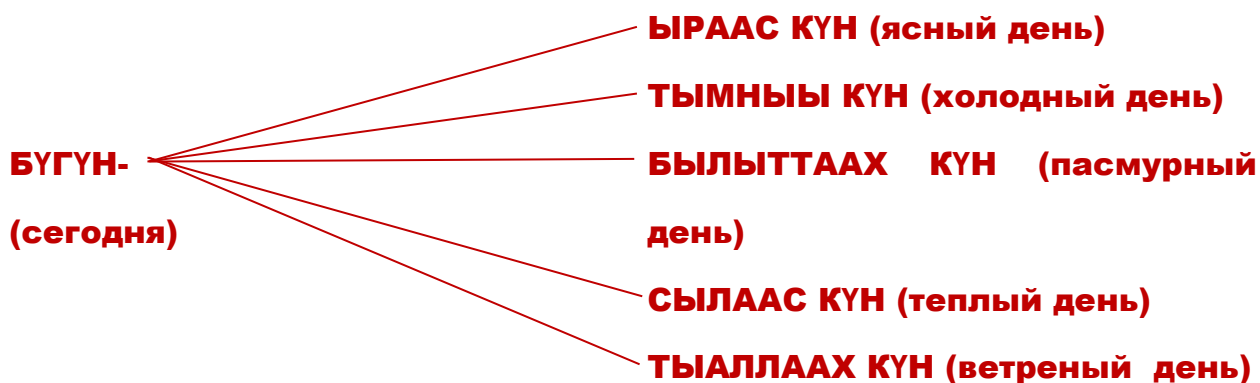 ЫРААС КҮН (ясный день)
ТЫМНЫЫ КҮН (холодный день)
БҮГҮН-
(сегодня)
БЫЛЫТТААХ КҮН (пасмурный
день)
СЫЛААС КҮН (теплый день)
ТЫАЛЛААХ КҮН (ветреный день)